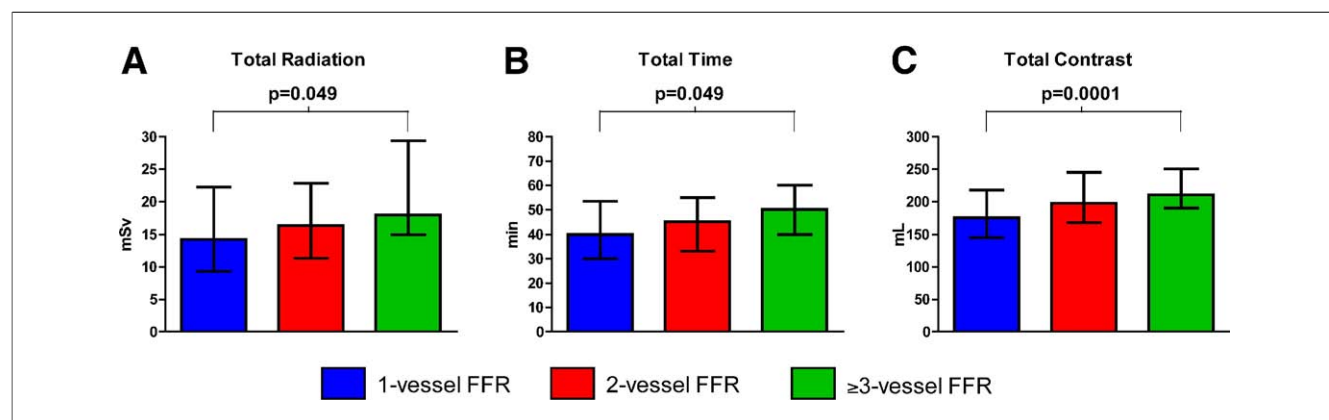 A Total Radiation
p=0.049
30
25
20
15
10
5
0
mSv
B Total Time
p=0.049
80
70
60
50
40
30
20
10
0
min
C Total Contrast
p=0.0001
300
250
200
150
100
50
0
mL
1-vessel FFR 2-vessel FFR ≥3-vessel FFR